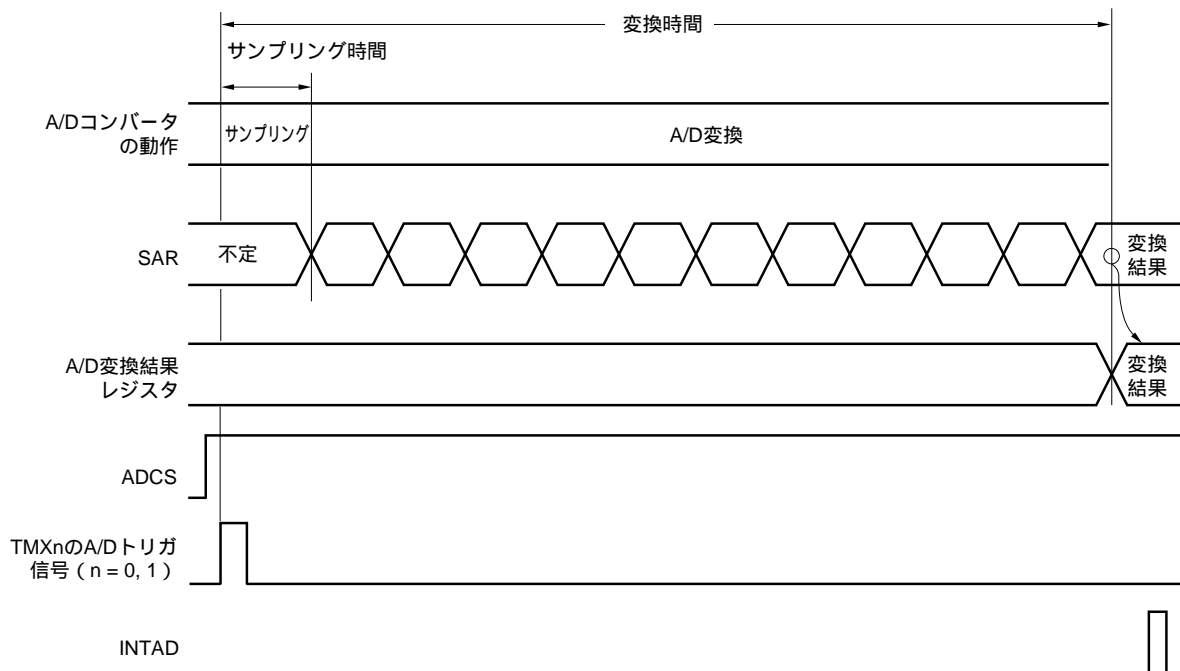 変換時間
サンプリング時間
A/Dコンバータ
の動作
サンプリング
A/D変換
SAR
不定
変換
結果
A/D変換結果
レジスタ
変換
結果
ADCS
TMXnのA/Dトリガ
信号（n = 0, 1）
INTAD